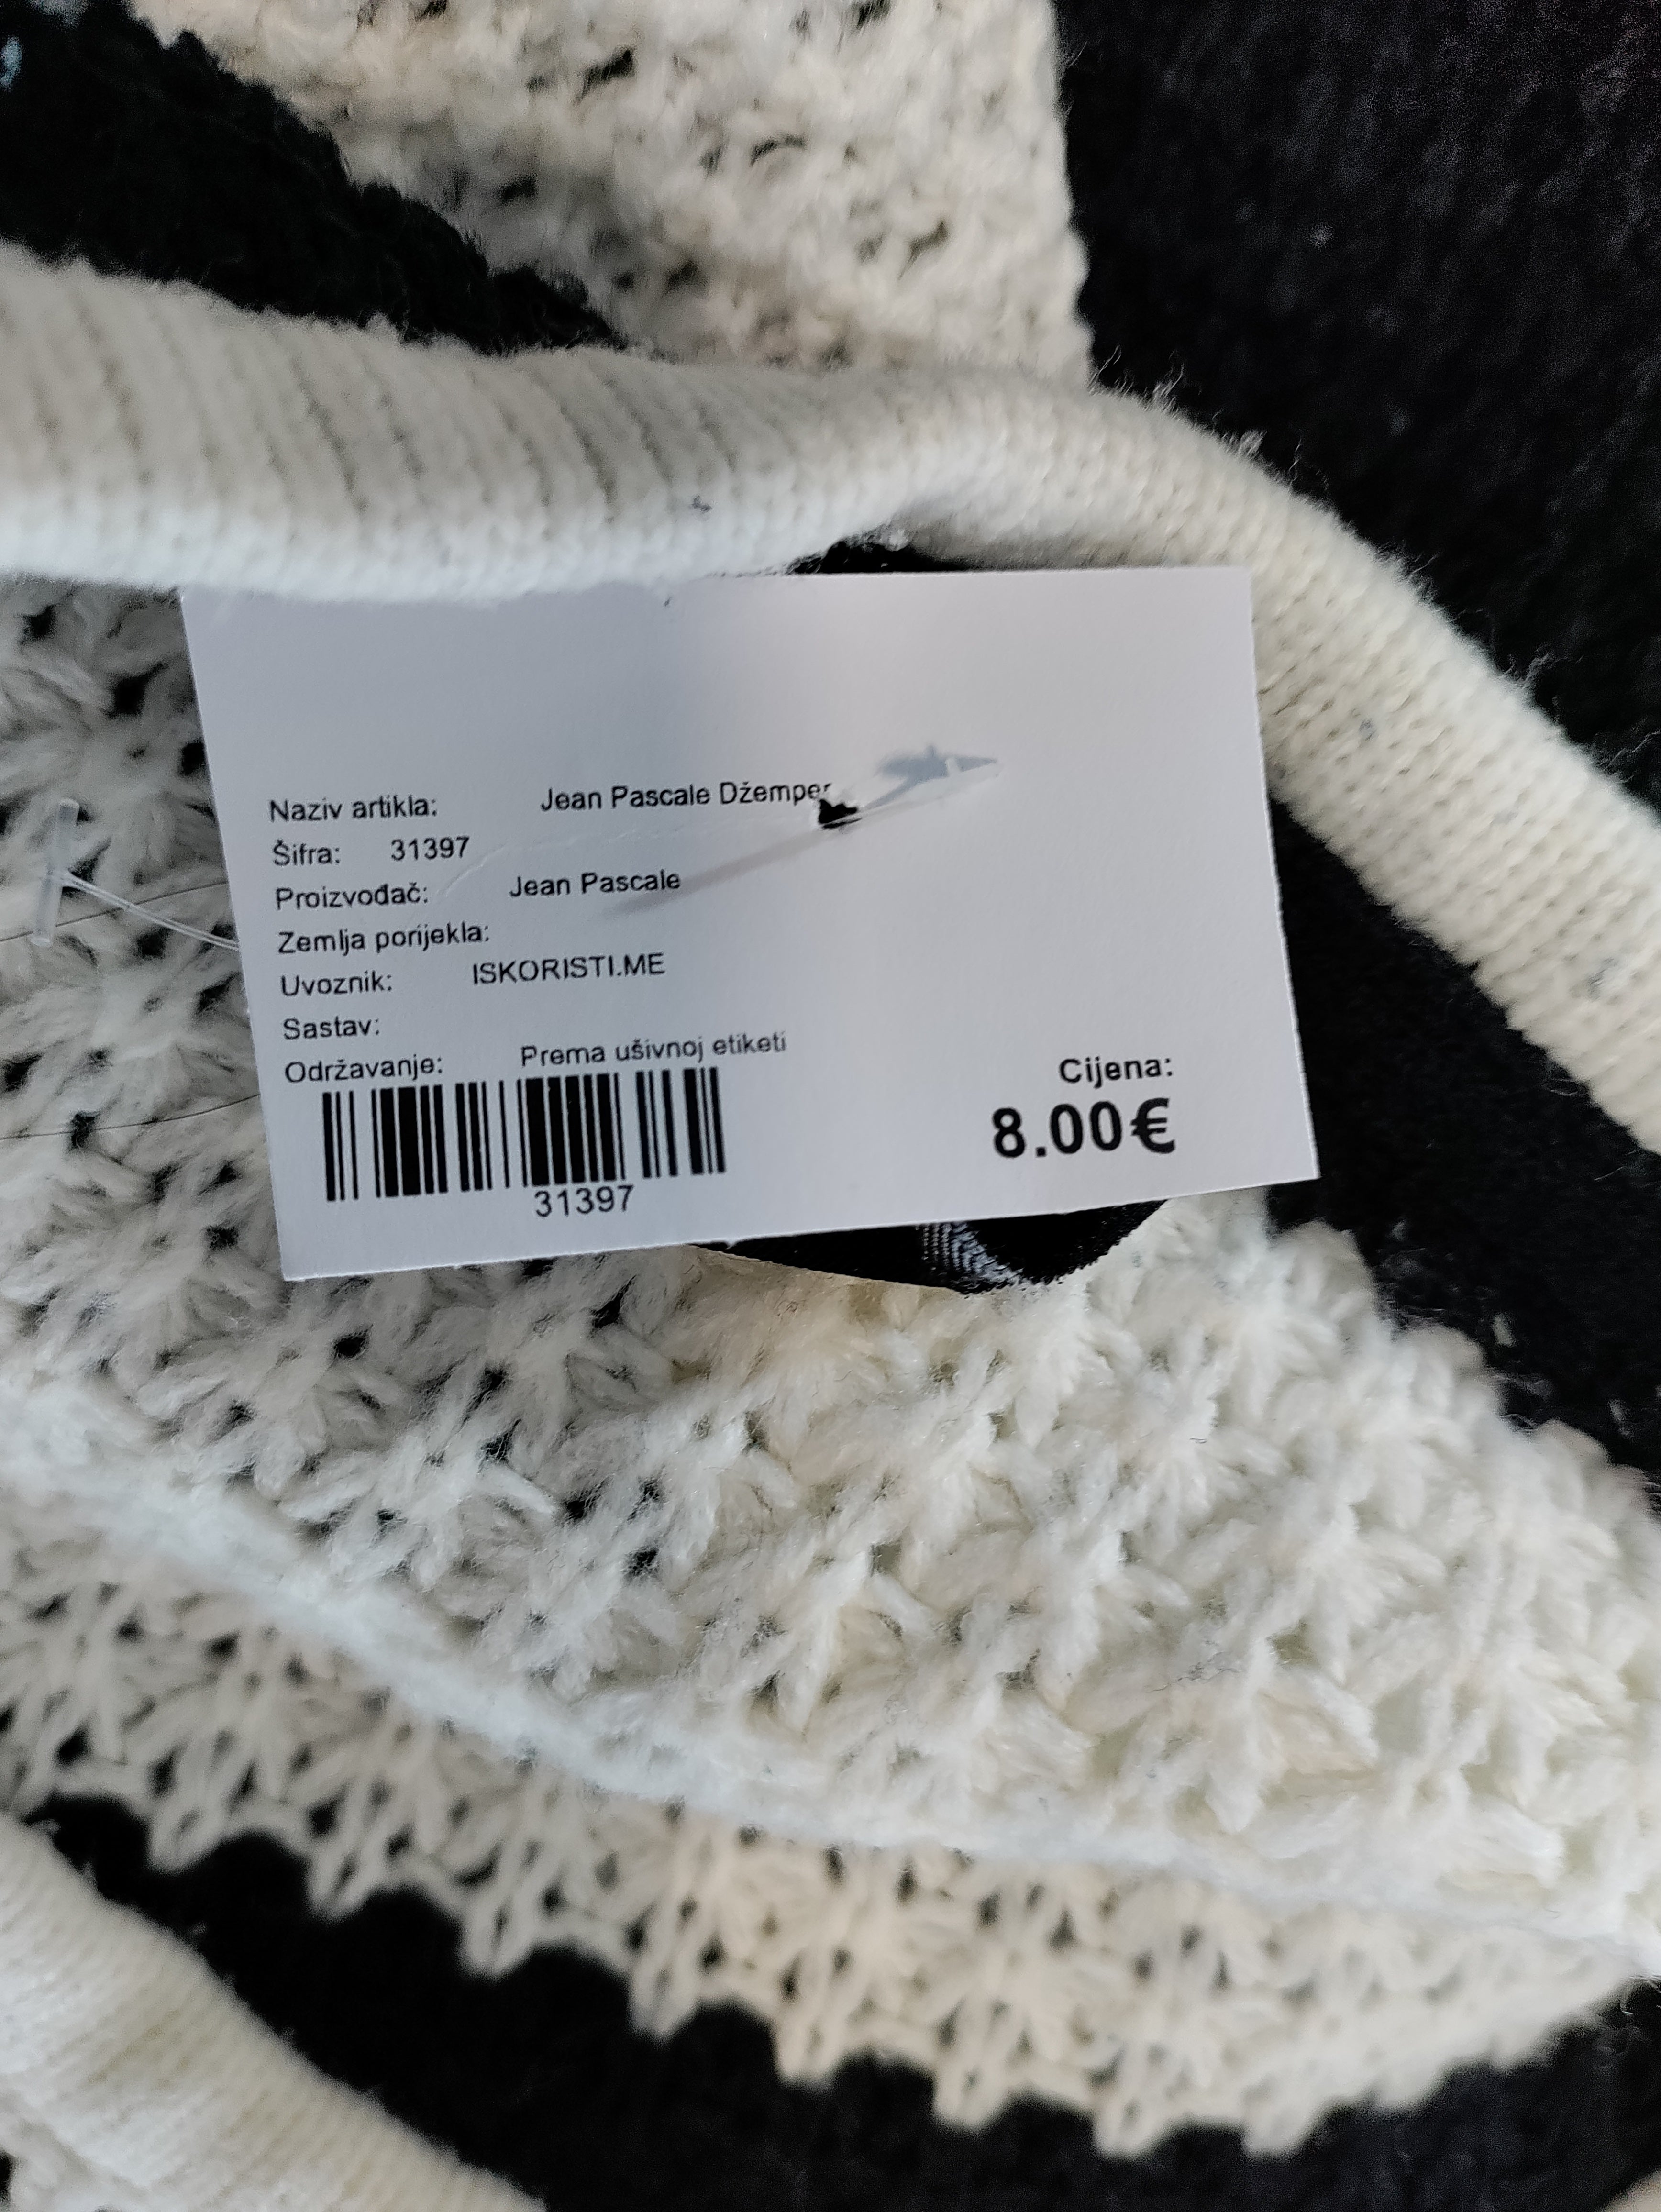 Naziv artikla: Jean Pascale Džemper
Šifra: 31397
Proizvođač: Jean Pascale
Zemlja porijekla:
Uvoznik: ISKORISTI.ME
Sastav:
Održavanje: Prema ušivnoj etiketi
Cijena:
8.00€
31397